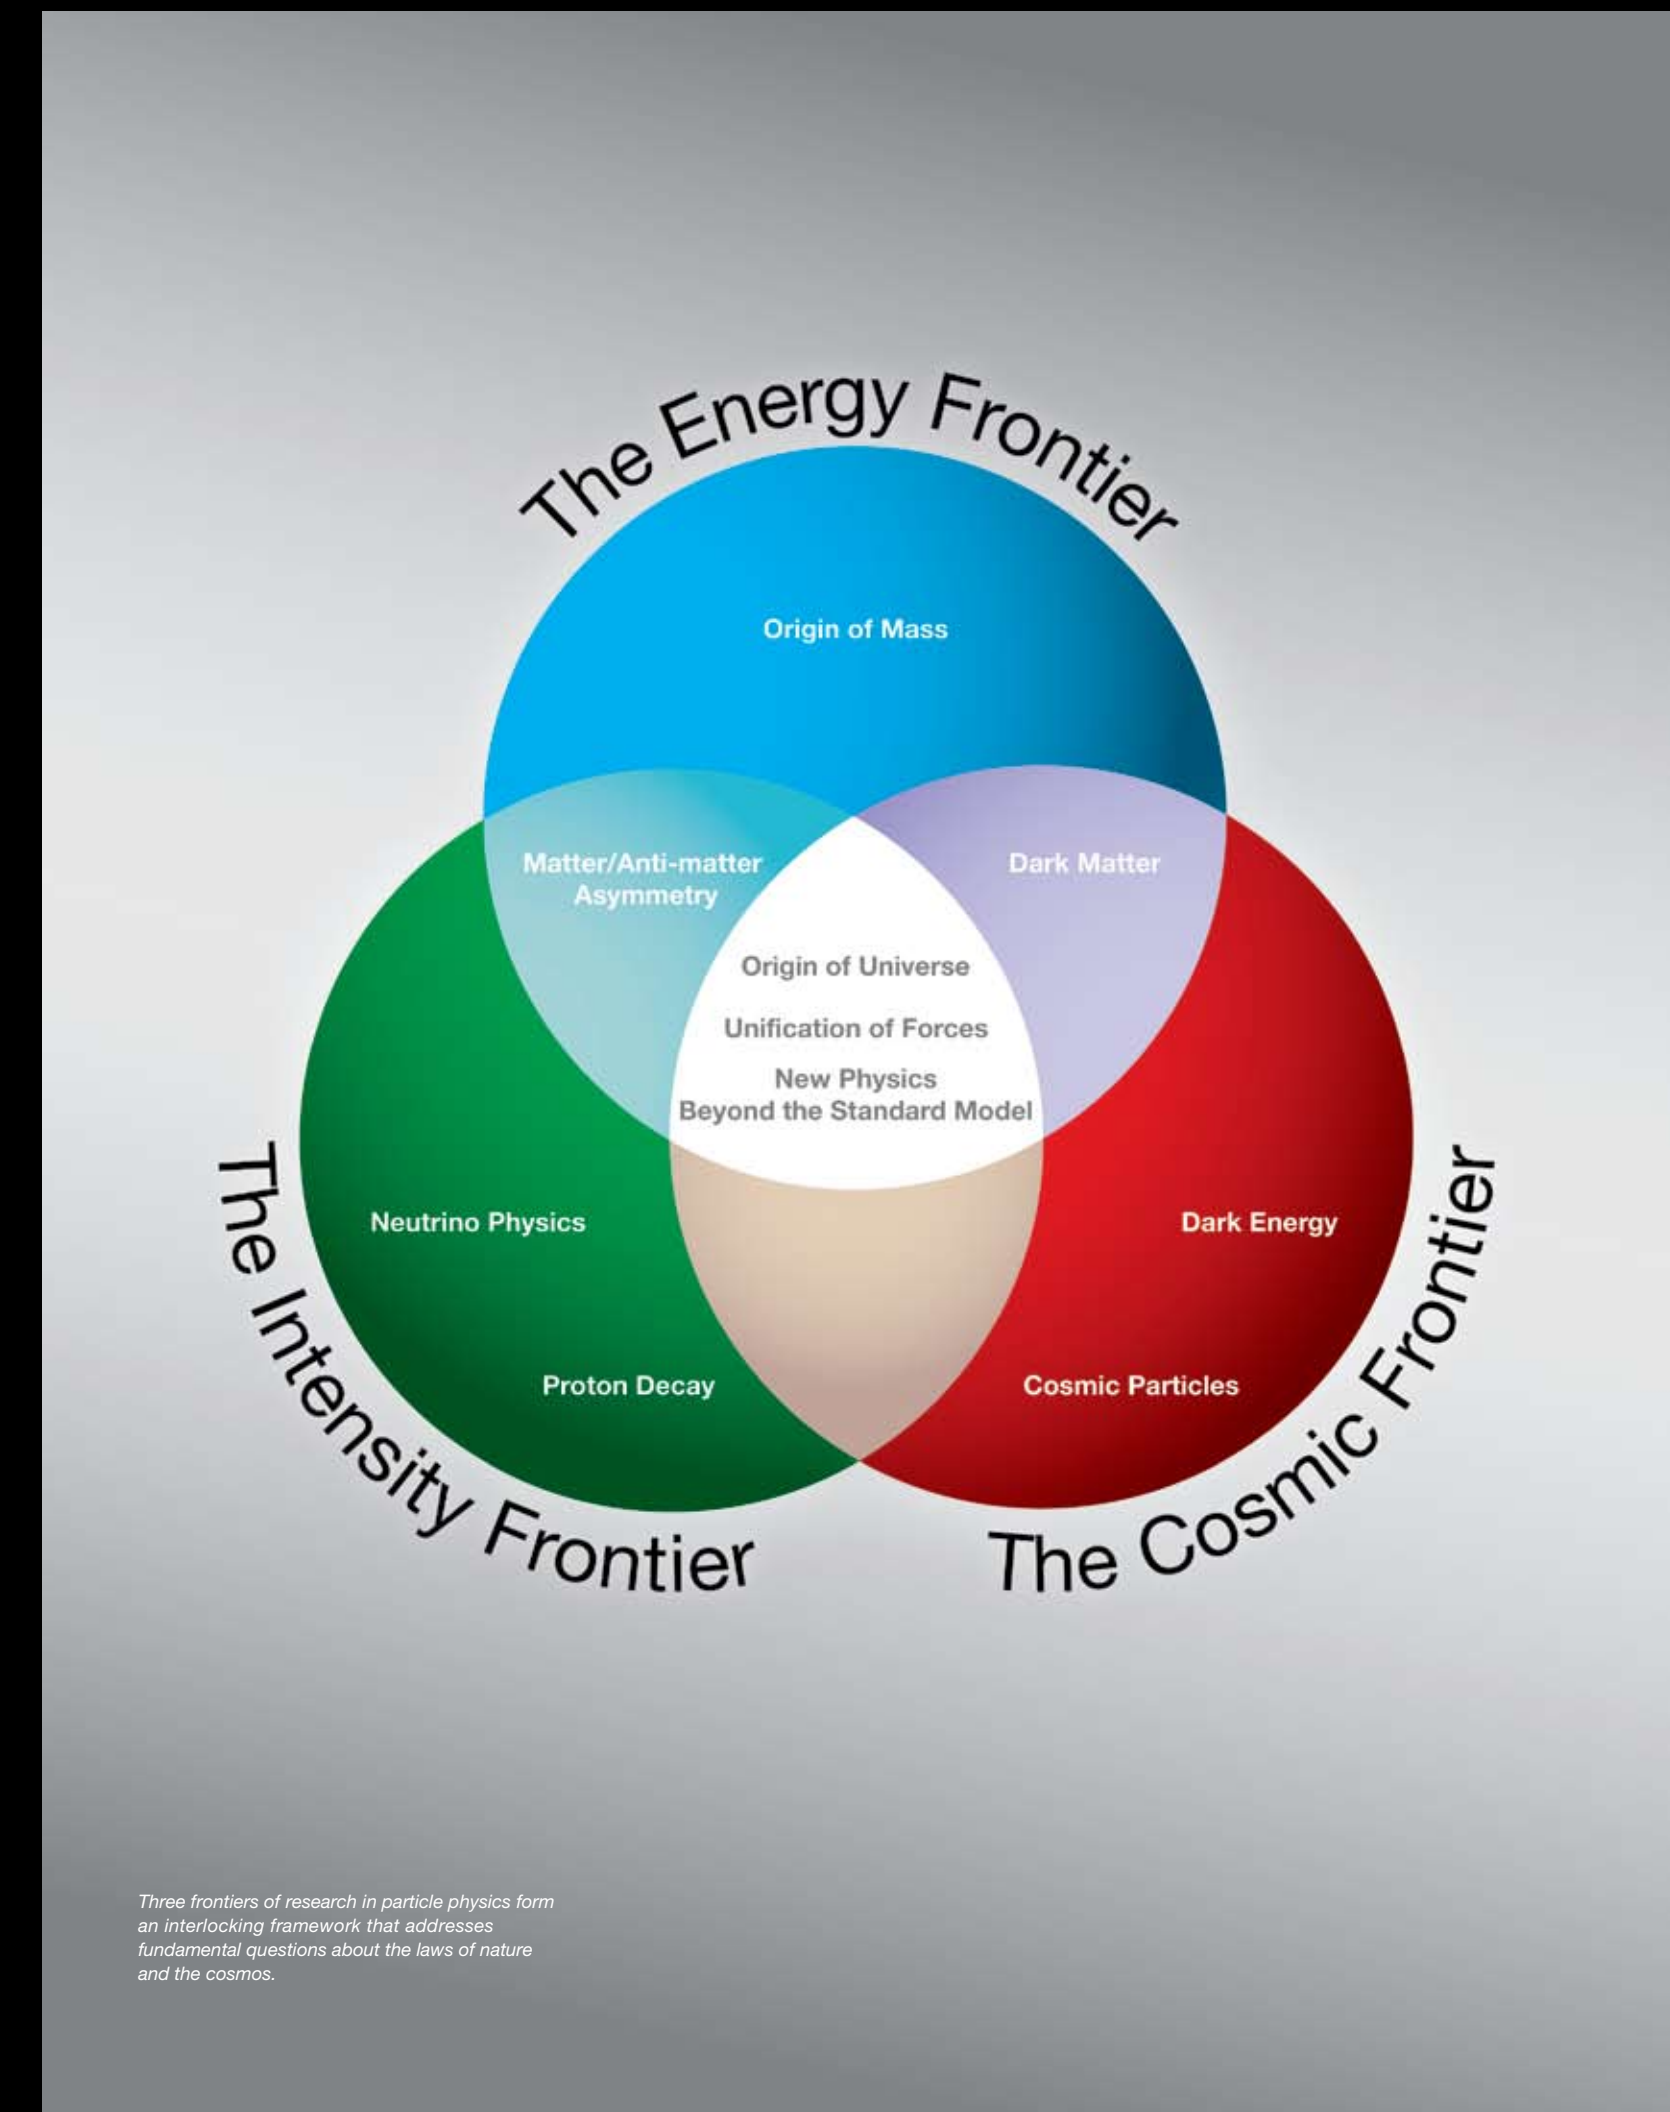 The Energy Frontier
Origin of Mass
Matter/Anti-matter
Asymmetry
Dark Matter
Origin of Universe
Unification of Forces
New Physics
Beyond the Standard Model
Neutrino Physics
Dark Energy
Proton Decay
Cosmic Particles
The Intensity Frontier
The Cosmic Frontier
Three frontiers of research in particle physics form
an interlocking framework that addresses
fundamental questions about the laws of nature
and the cosmos.